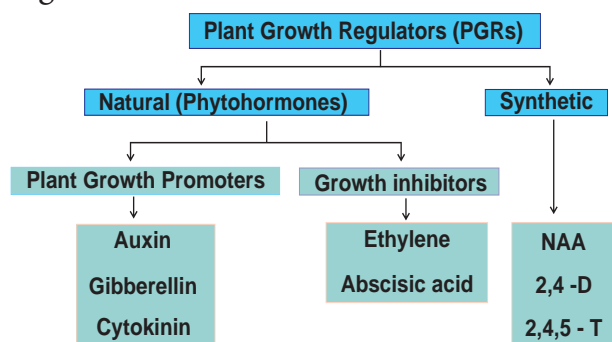 Plant Growth Regulators (PGRs)
Natural (Phytohormones)
Synthetic
Plant Growth Promoters
Growth inhibitors
Auxin
Gibberellin
Cytokinin
Ethylene
Abscisic acid
NAA
2,4 -D
2,4,5 - T